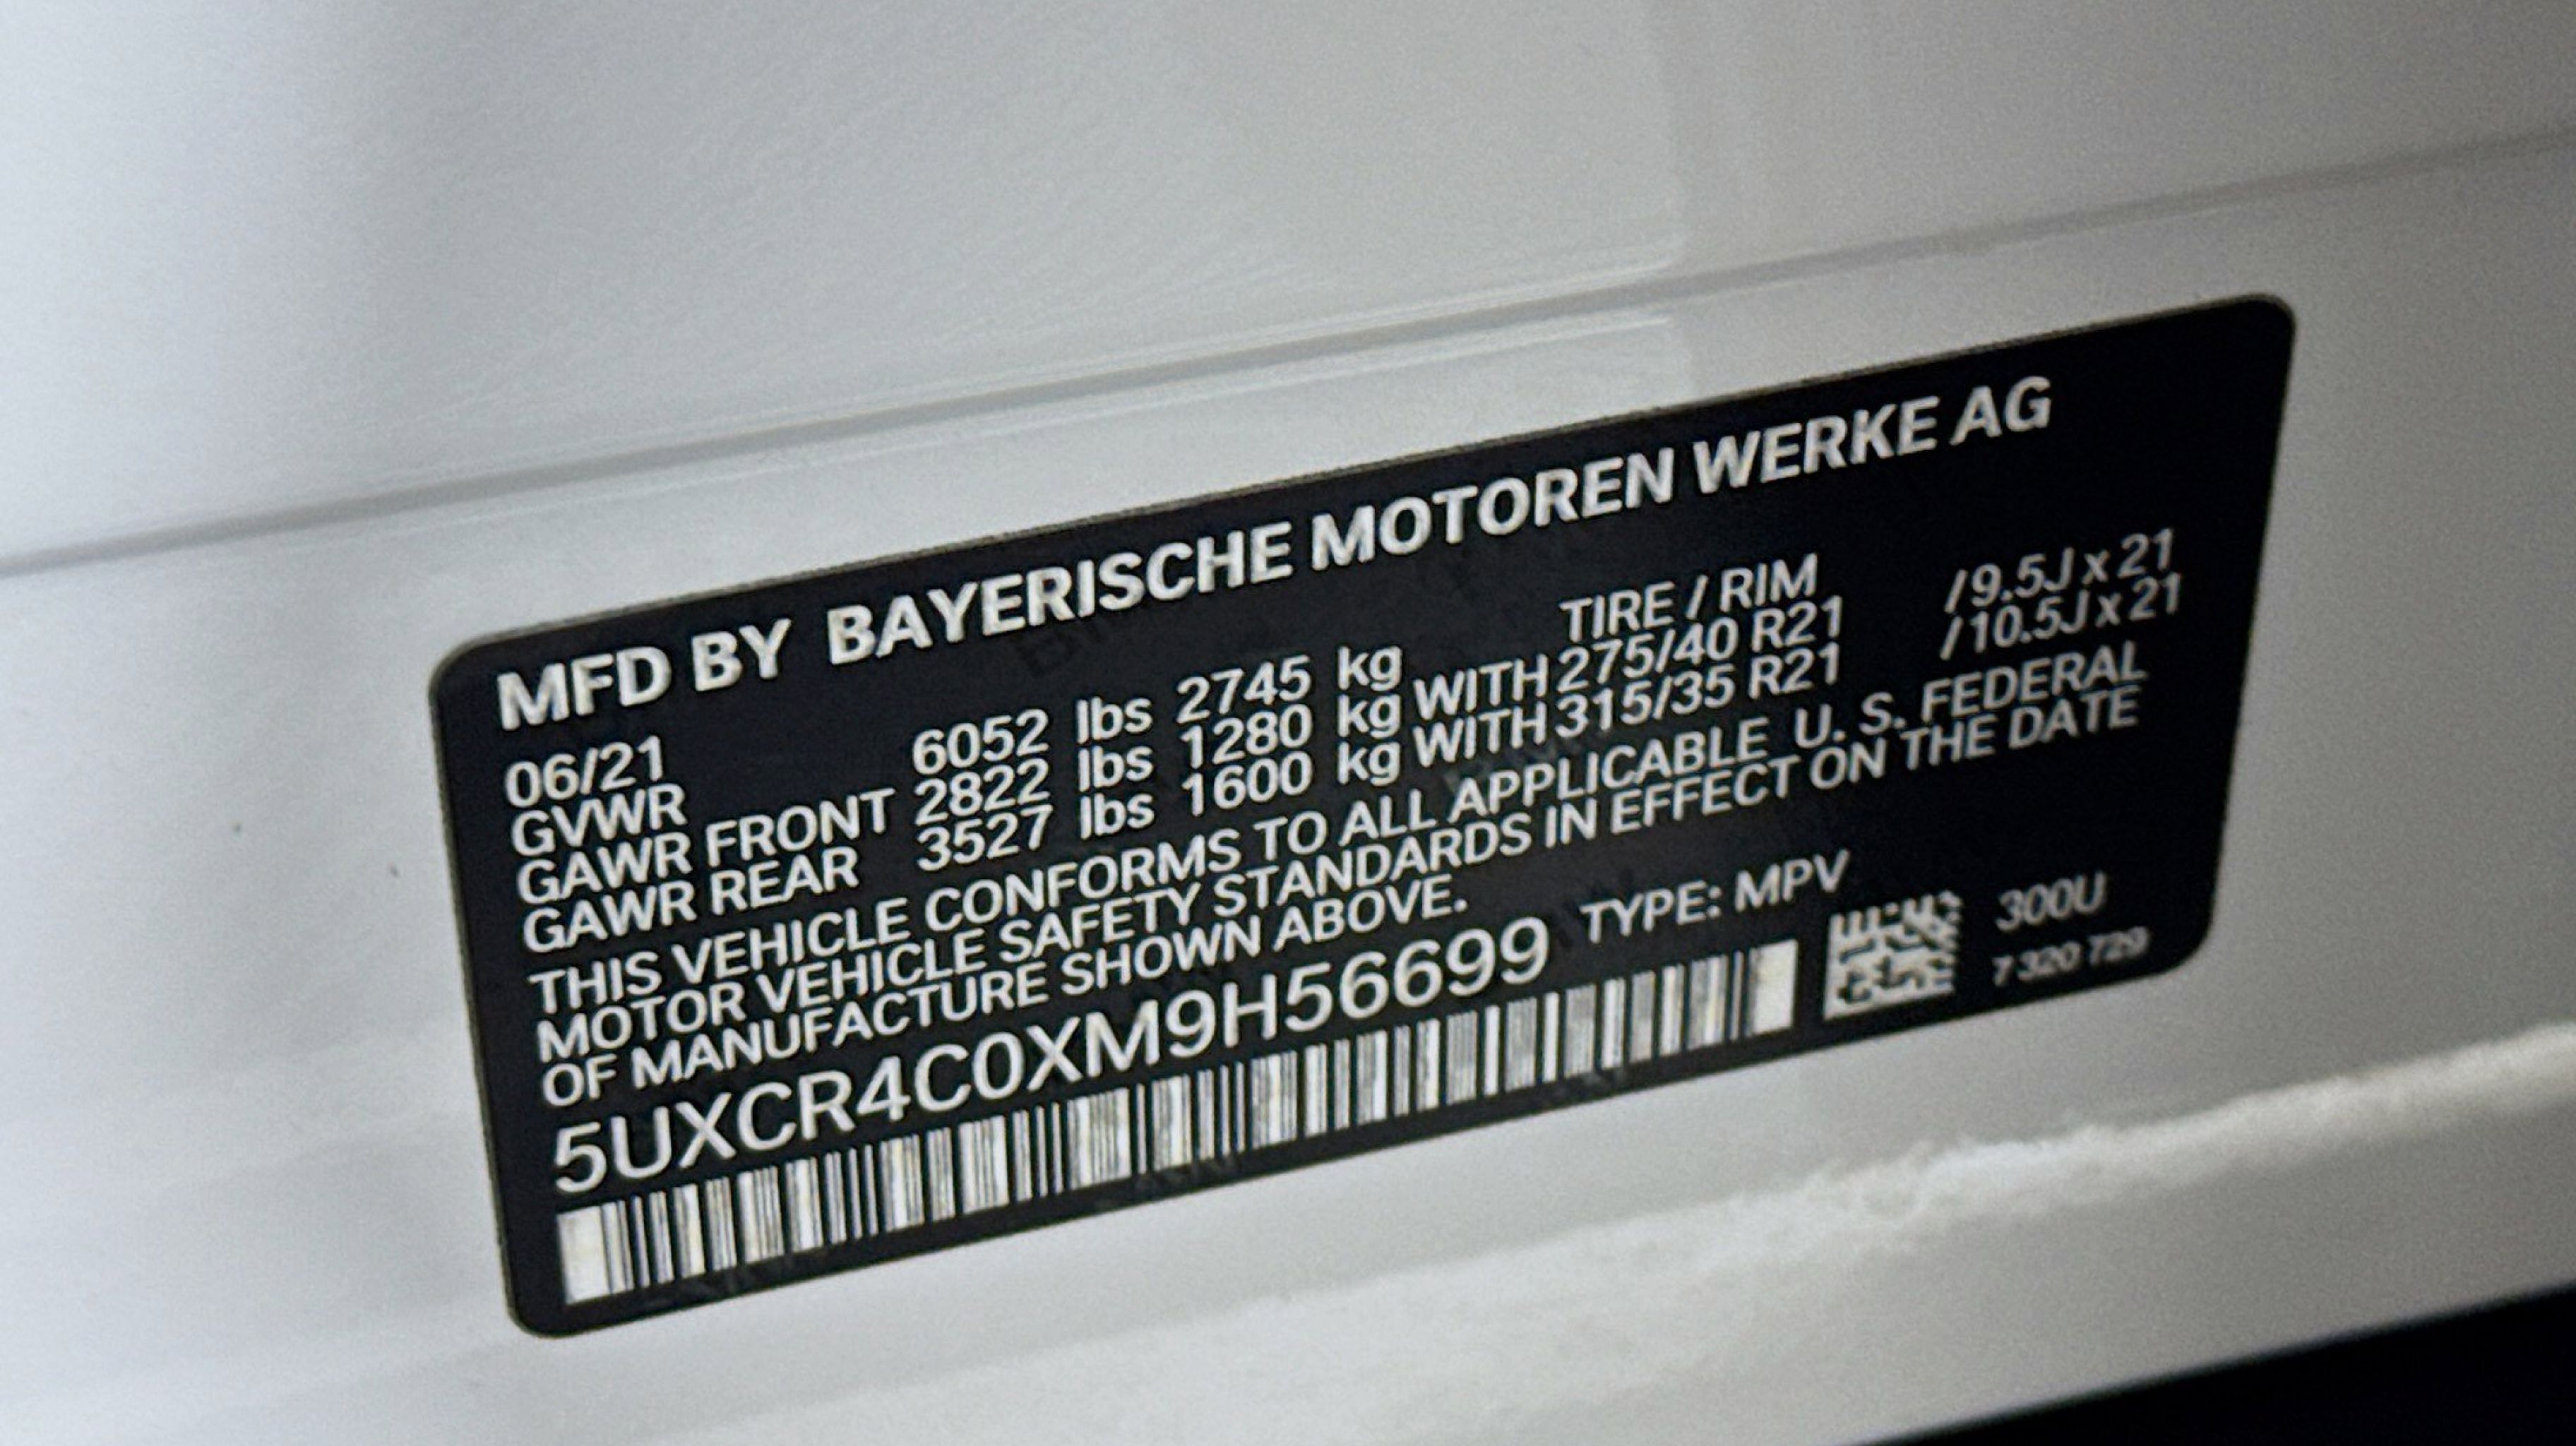 MFD BY BAYERISCHE MOTOREN WERKE AG
06/21 TIRE / RIM
GVWR 6052 lbs 2745 kg
GAWR FRONT 2822 lbs 1280 kg WITH 275/40 R21 /9.5J x 21
GAWR REAR 3527 lbs 1600 kg WITH 315/35 R21 /10.5J x 21
THIS VEHICLE CONFORMS TO ALL APPLICABLE U. S. FEDERAL
MOTOR VEHICLE SAFETY STANDARDS IN EFFECT ON THE DATE
OF MANUFACTURE SHOWN ABOVE.
5UXCR4C0XM9H56699 TYPE: MPV
300U
7 320 729